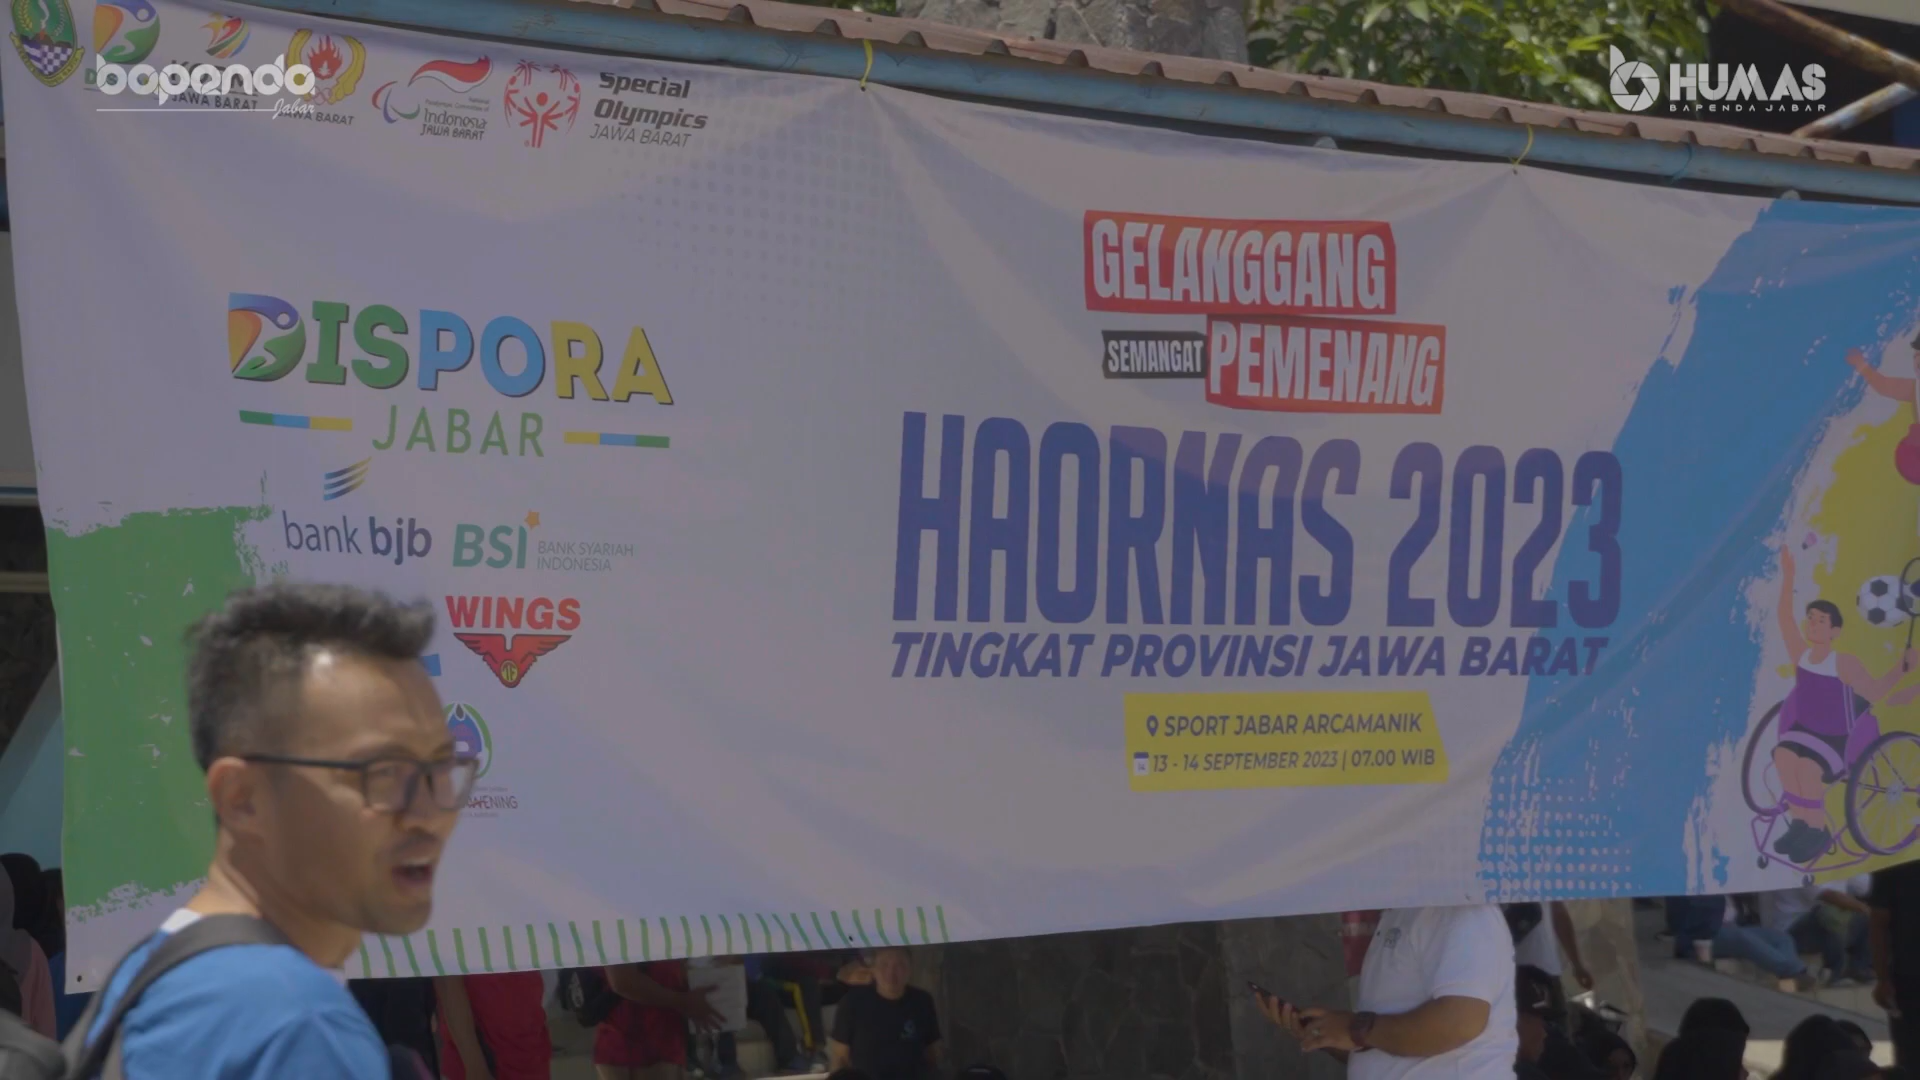 bapenda
Jabar
HUMAS
BAPENDA JABAR
JAWA BARAT
JAWA BARAT
Indonesia
JAWA BARAT
Special
Olympics
JAWA BARAT
DISPORA
JABAR
bank bjb
BSI BANK SYARIAH
INDONESIA
WINGS
GELANGGANG
SEMANGAT PEMENANG
HAORNAS 2023
TINGKAT PROVINSI JAWA BARAT
SPORT JABAR ARCAMANIK
13 - 14 SEPTEMBER 2023 | 07.00 WIB